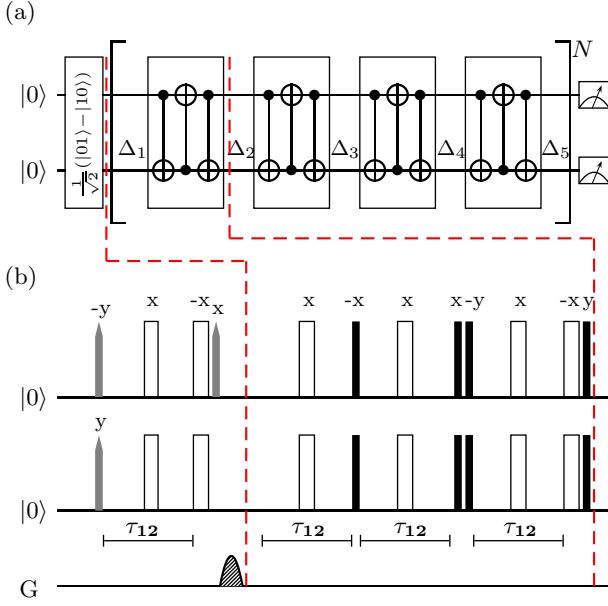 (a)
N
|0⟩
1/√2 (|01⟩−|10⟩)
Δ1 Δ2 Δ3 Δ4 Δ5
|0⟩
(b)
-y x -x x x -x x x -y x -x y
|0⟩
y
|0⟩
τ12 τ12 τ12 τ12
G